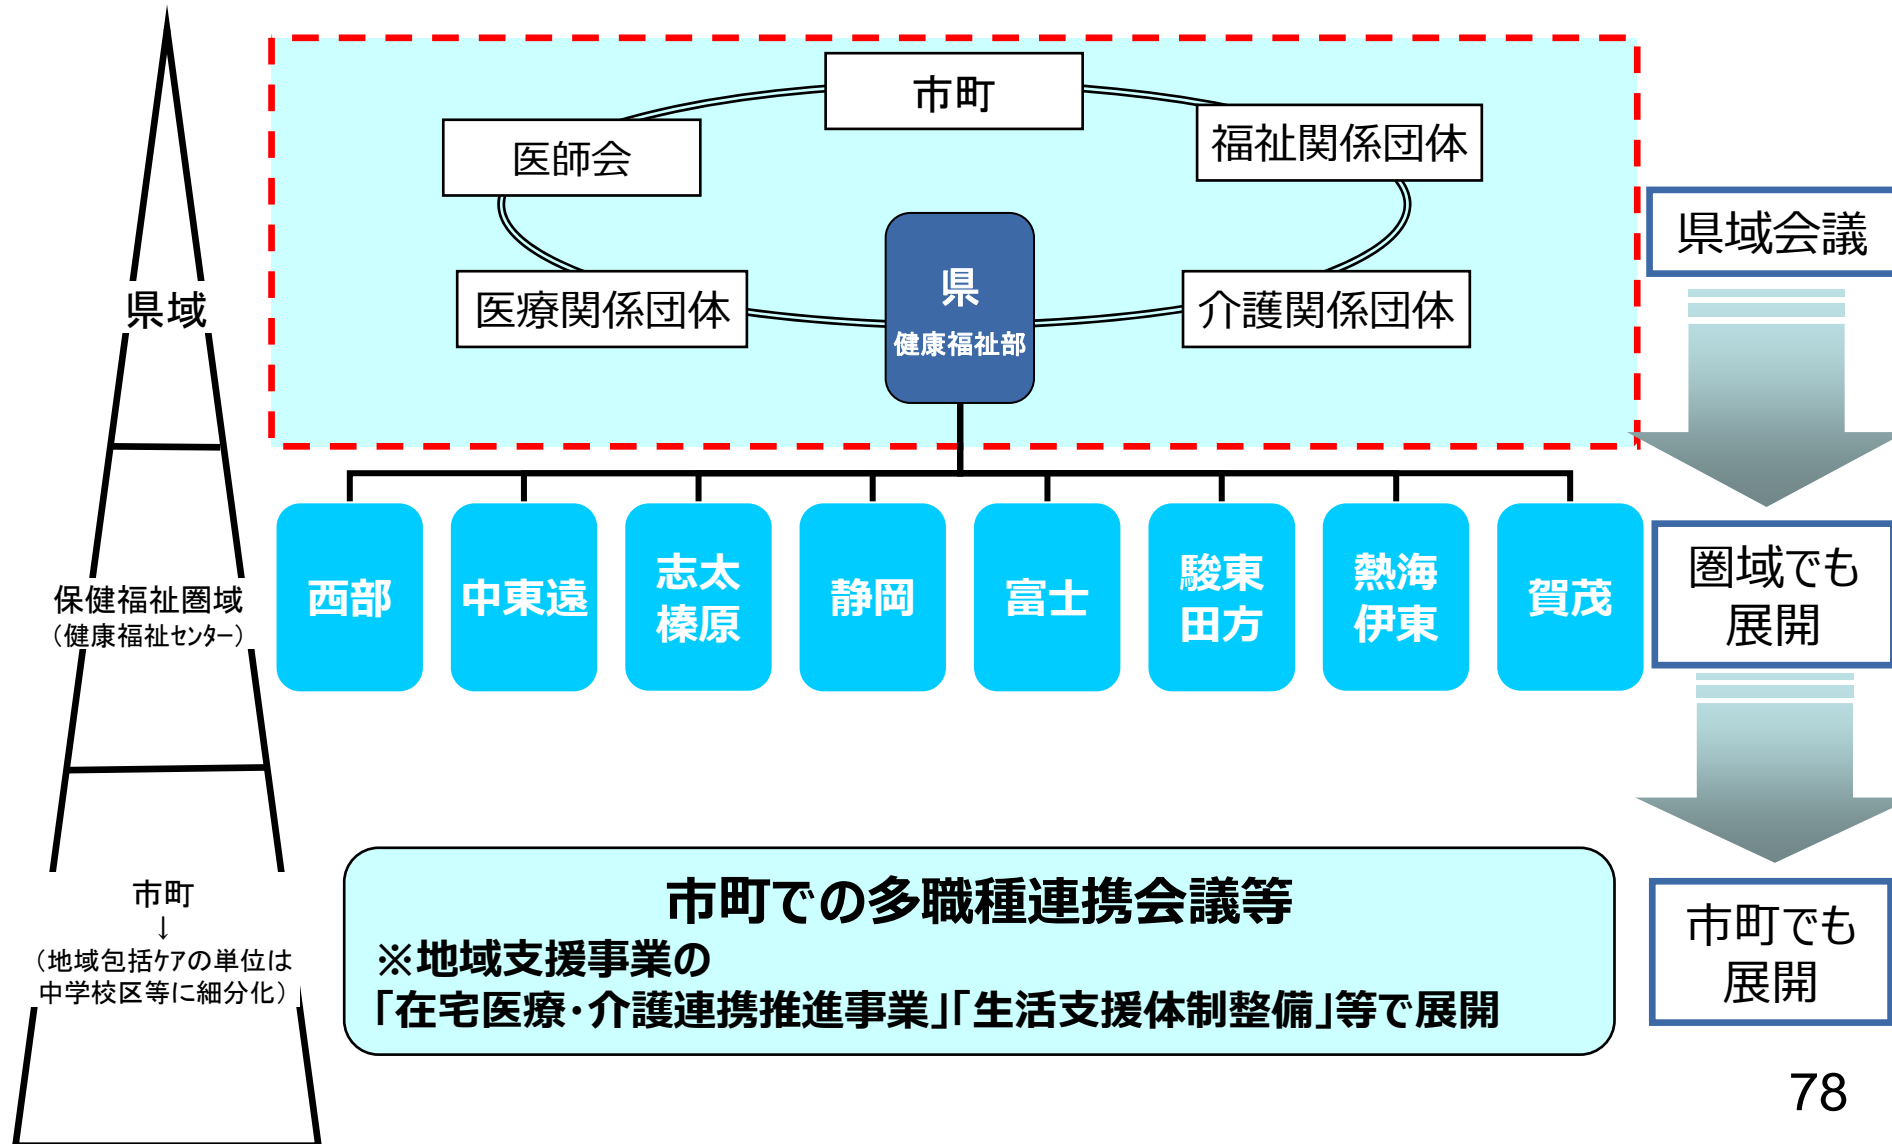 市町
医師会
福祉関係団体
医療関係団体
県
健康福祉部
介護関係団体
県域
県域会議
西部
中東遠
志太
榛原
静岡
富士
駿東
田方
熱海
伊東
賀茂
保健福祉圏域
（健康福祉ｾﾝﾀｰ）
圏域でも
展開
市町
↓
（地域包括ｹｱの単位は
中学校区等に細分化）
市町での多職種連携会議等
※地域支援事業の
｢在宅医療･介護連携推進事業｣｢生活支援体制整備｣等で展開
市町でも
展開
78